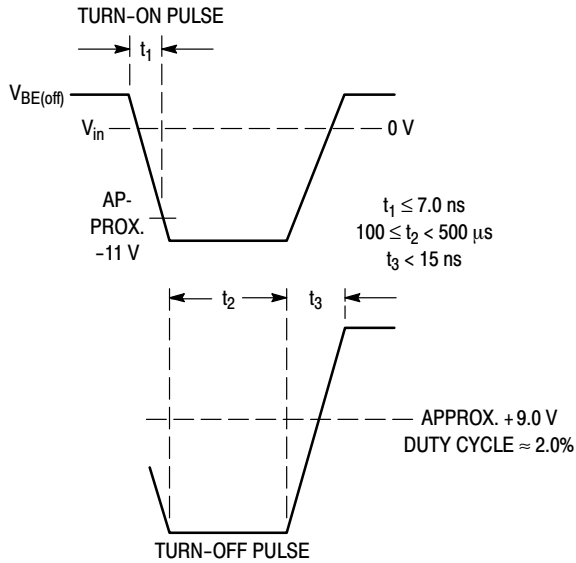 TURN–ON PULSE
t1
VBE(off)
Vin
0 V
AP-
PROX.
–11 V
t1 ≤ 7.0 ns
100 ≤ t2 < 500 μs
t3 < 15 ns
t2
t3
APPROX. +9.0 V
DUTY CYCLE ≈ 2.0%
TURN–OFF PULSE